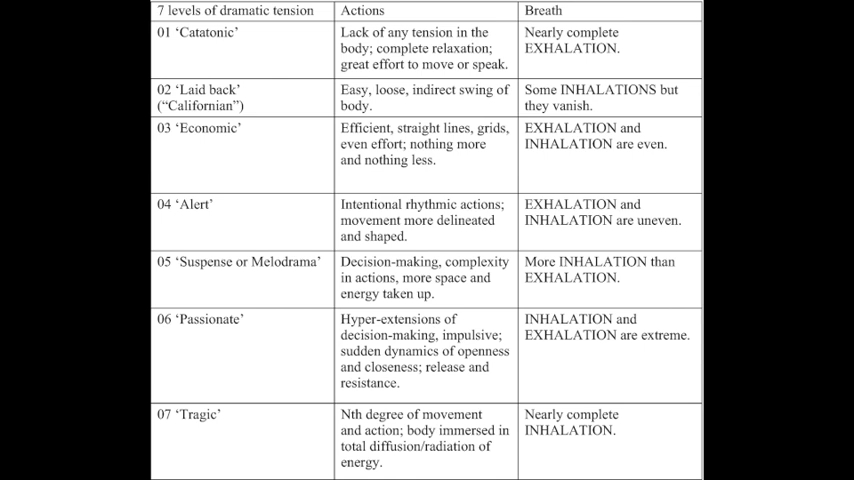 7 levels of dramatic tension
Actions
Breath
01 ‘Catatonic’
Lack of any tension in the
body; complete relaxation;
great effort to move or speak.
Nearly complete
EXHALATION.
02 ‘Laid back’
(“Californian”)
Easy, loose, indirect swing of
body.
Some INHALATIONS but
they vanish.
03 ‘Economic’
Efficient, straight lines, grids,
even effort; nothing more
and nothing less.
EXHALATION and
INHALATION are even.
04 ‘Alert’
Intentional rhythmic actions;
movement more delineated
and shaped.
EXHALATION and
INHALATION are uneven.
05 ‘Suspense or Melodrama’
Decision-making, complexity
in actions, more space and
energy taken up.
More INHALATION than
EXHALATION.
06 ‘Passionate’
Hyper-extensions of
decision-making, impulsive;
sudden dynamics of openness
and closeness; release and
resistance.
INHALATION and
EXHALATION are extreme.
07 ‘Tragic’
Nth degree of movement
and action; body immersed in
total diffusion/radiation of
energy.
Nearly complete
INHALATION.